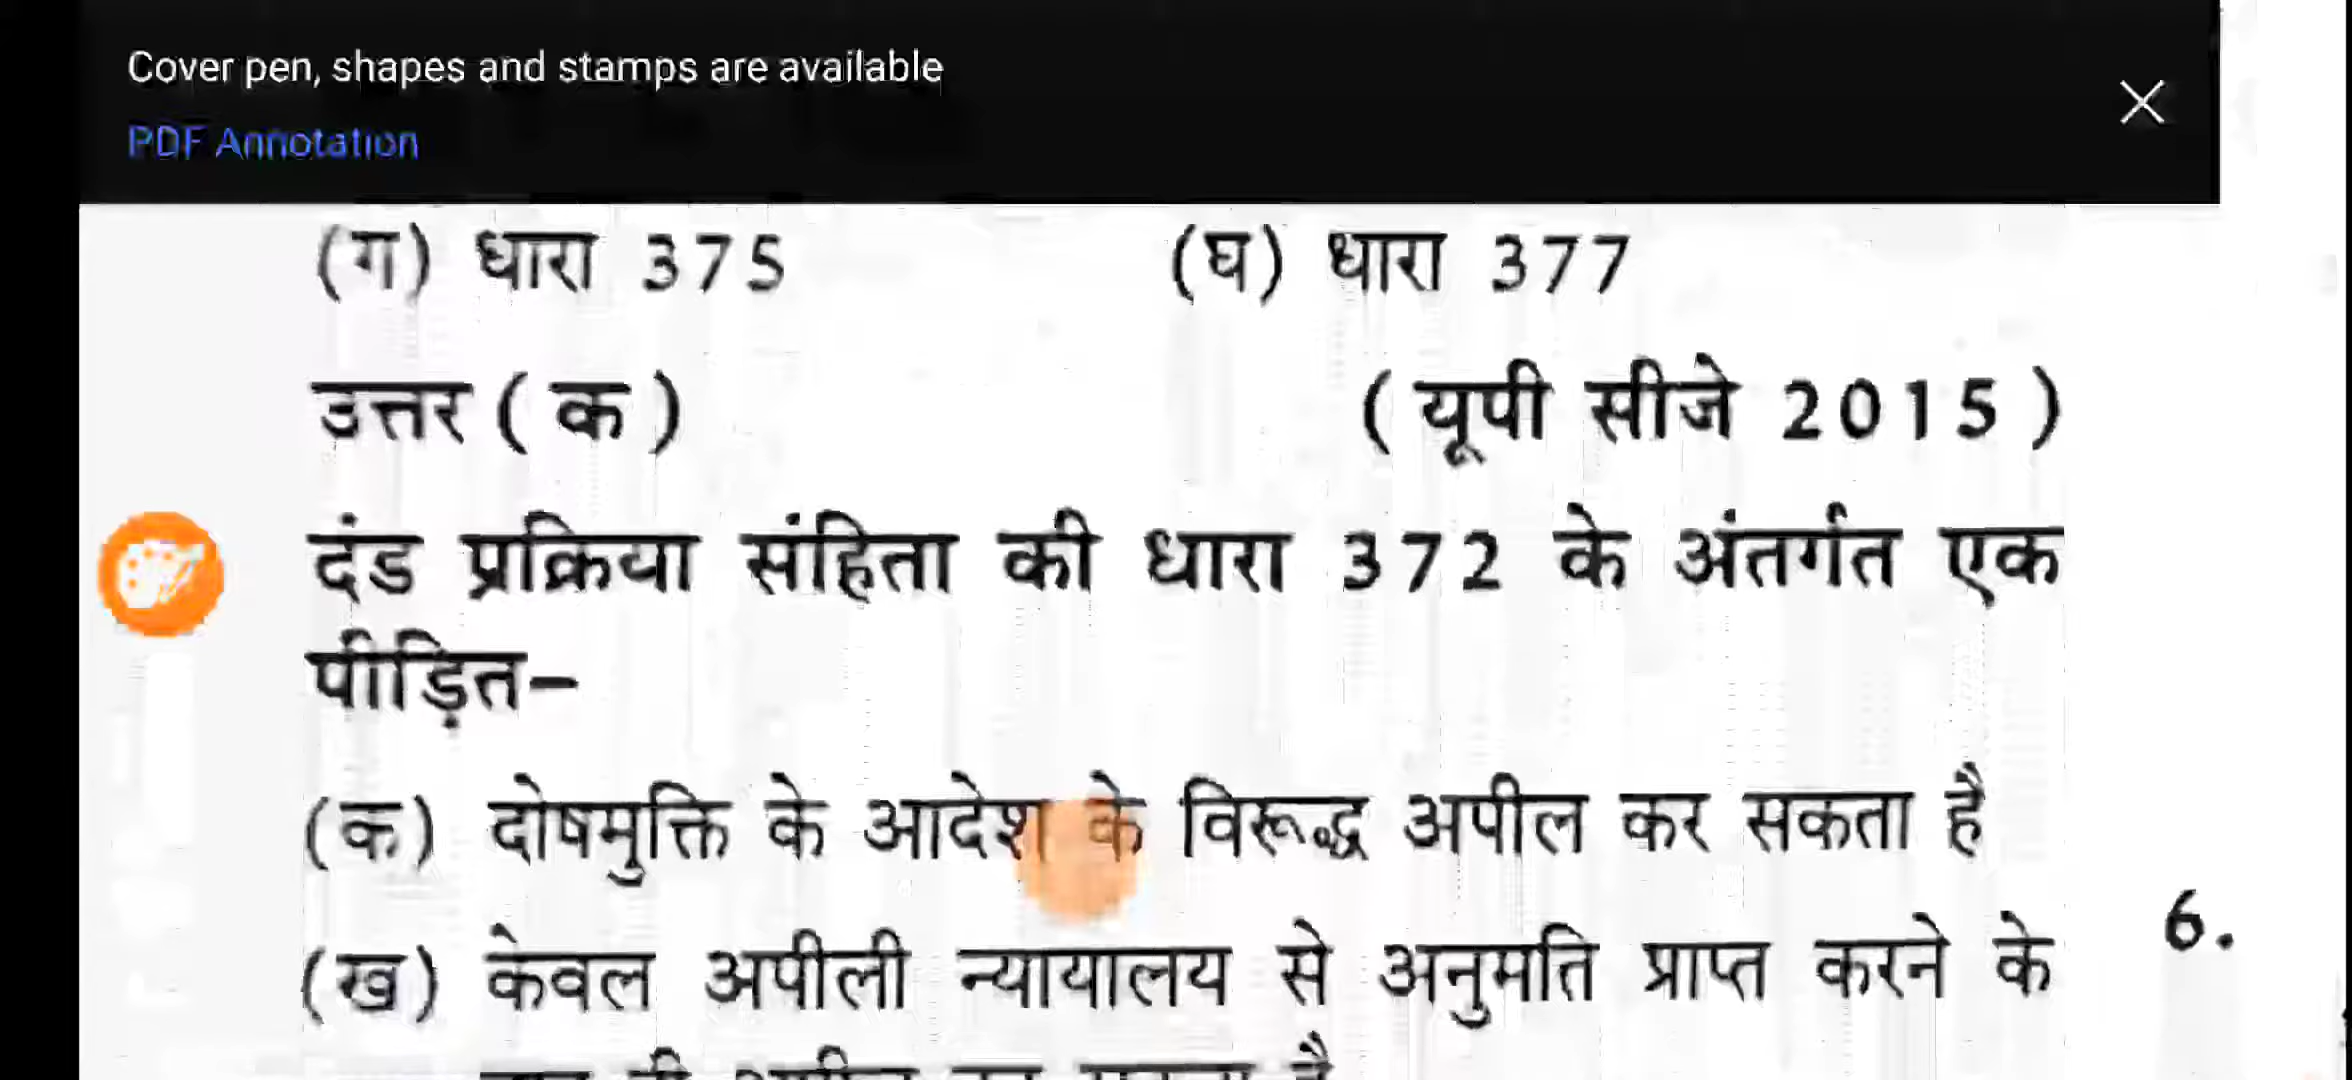 Cover pen, shapes and stamps are available
PDF Annotation
(ग) धारा 375 (घ) धारा 377
उत्तर (क) (यूपी सीजे 2015)
दंड प्रक्रिया संहिता की धारा 372 के अंतर्गत एक
पीड़ित–
(क) दोषमुक्ति के आदेश के विरूद्ध अपील कर सकता है
6.
(ख) केवल अपीली न्यायालय से अनुमति प्राप्त करने के